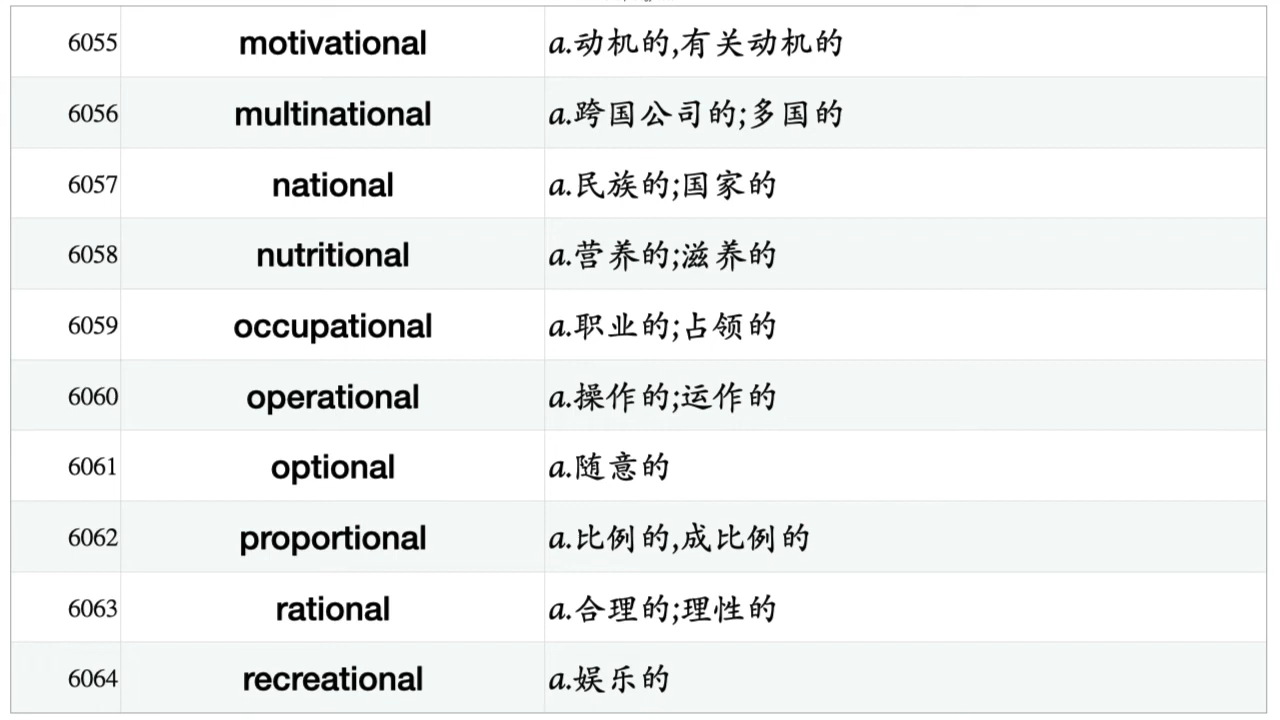 6055 motivational a.动机的,有关动机的
6056 multinational a.跨国公司的;多国的
6057 national a.民族的;国家的
6058 nutritional a.营养的;滋养的
6059 occupational a.职业的;占领的
6060 operational a.操作的;运作的
6061 optional a.随意的
6062 proportional a.比例的,成比例的
6063 rational a.合理的;理性的
6064 recreational a.娱乐的